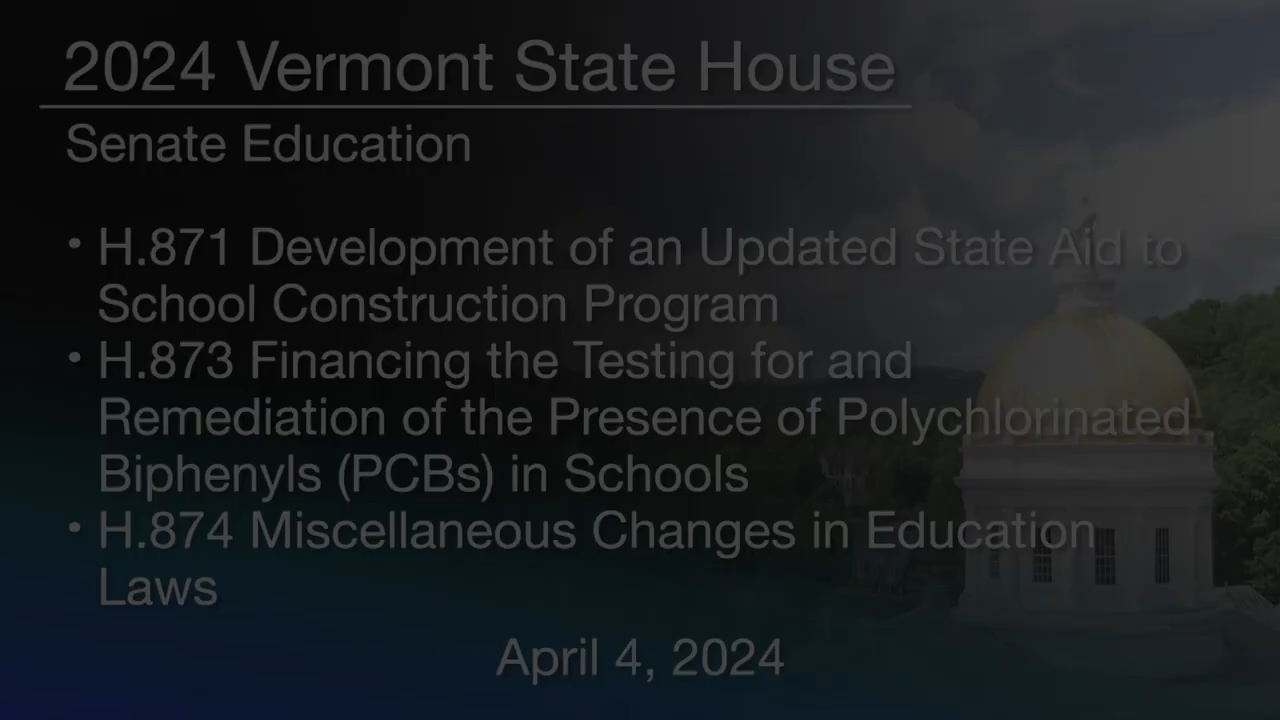 2024 Vermont State House
Senate Education
• H.871 Development of an Updated State Aid to
School Construction Program
• H.873 Financing the Testing for and
Remediation of the Presence of Polychlorinated
Biphenyls (PCBs) in Schools
• H.874 Miscellaneous Changes in Education
Laws
April 4, 2024